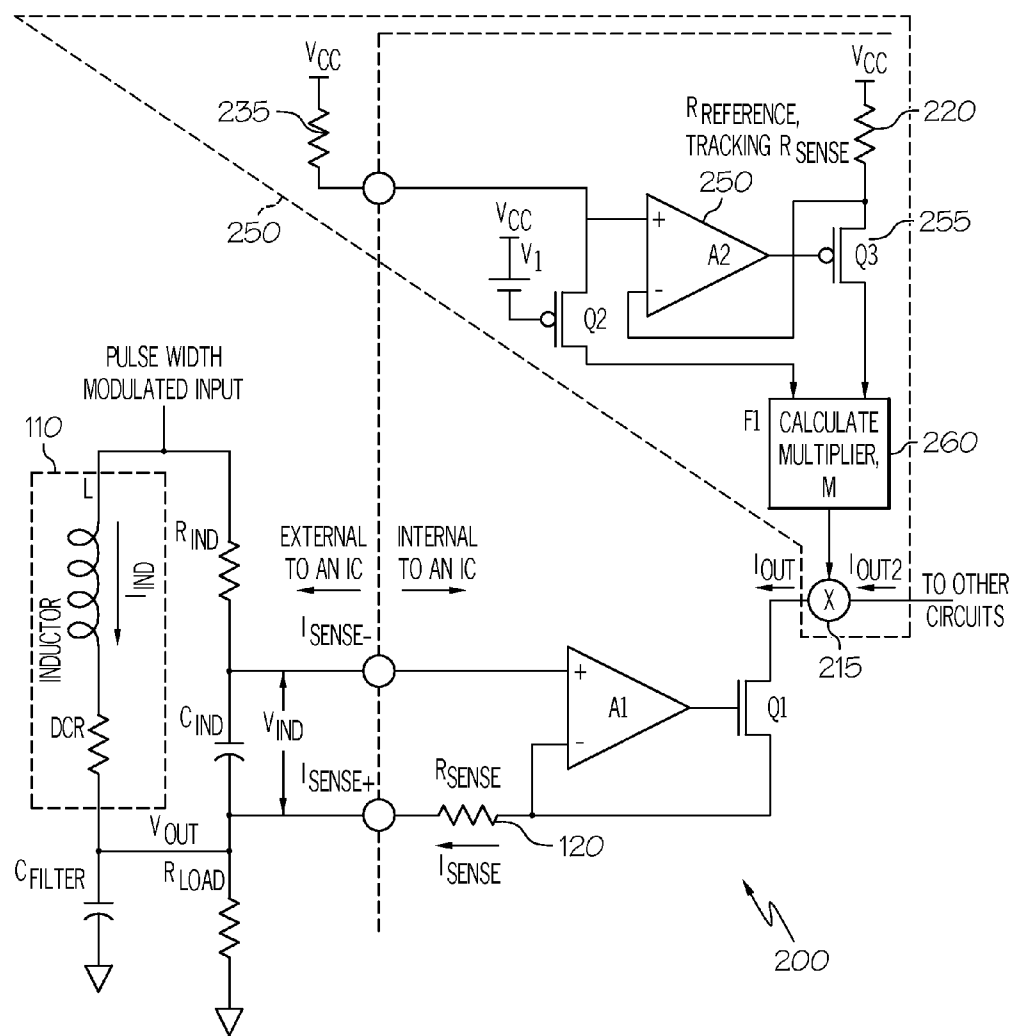 VCC
235
VCC
RREFERENCE,
TRACKING RSENSE
220
250
VCC
V1
250
+
A2
-
255
Q3
Q2
PULSE WIDTH
MODULATED INPUT
F1
CALCULATE
MULTIPLIER,
M
260
110
L
IIND
INDUCTOR
DCR
RIND
EXTERNAL
TO AN IC
INTERNAL
TO AN IC
IOUT
IOUT2
X
TO OTHER
CIRCUITS
215
ISENSE-
+
A1
-
Q1
CIND
VIND
ISENSE+
RSENSE
120
ISENSE
VOUT
CFILTER
RLOAD
200